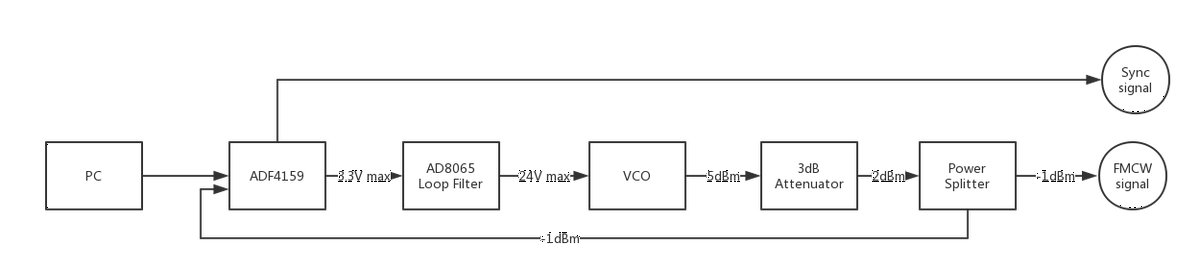 Sync
signal
PC
ADF4159
3.3V max
AD8065
Loop Filter
24V max
VCO
5dBm
3dB
Attenuator
2dBm
Power
Splitter
-1dBm
FMCW
signal
-1dBm